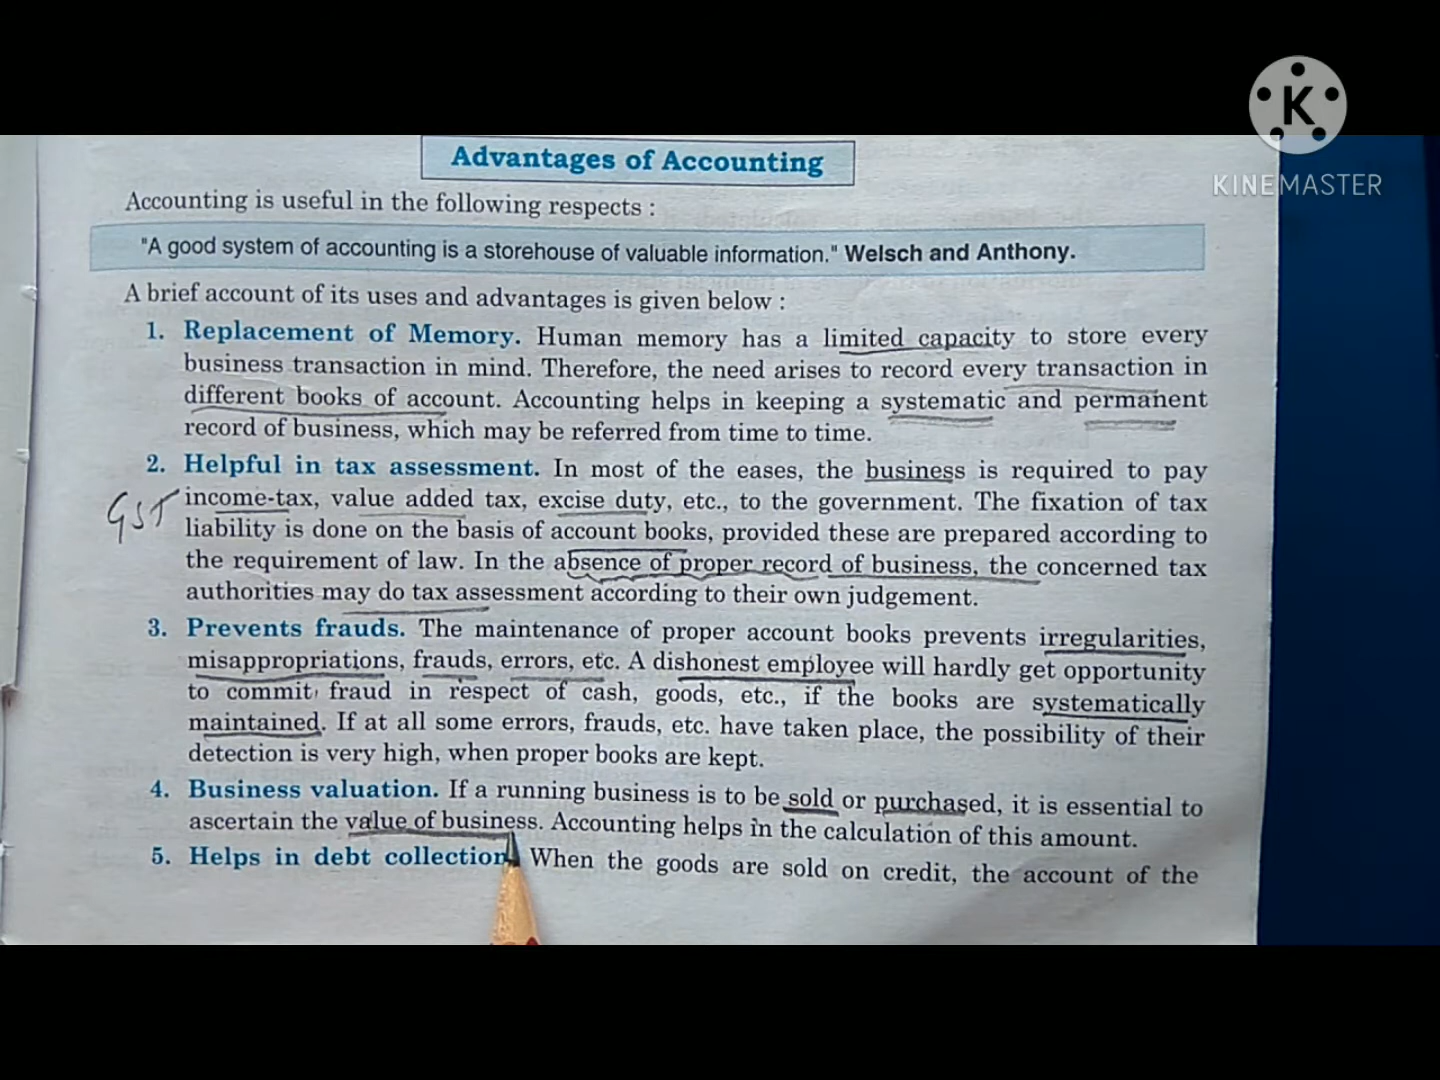 K
KINEMASTER
Advantages of Accounting
Accounting is useful in the following respects :
"A good system of accounting is a storehouse of valuable information." Welsch and Anthony.
A brief account of its uses and advantages is given below :
1. Replacement of Memory. Human memory has a limited capacity to store every
business transaction in mind. Therefore, the need arises to record every transaction in
different books of account. Accounting helps in keeping a systematic and permanent
record of business, which may be referred from time to time.
2. Helpful in tax assessment. In most of the eases, the business is required to pay
GST income-tax, value added tax, excise duty, etc., to the government. The fixation of tax
liability is done on the basis of account books, provided these are prepared according to
the requirement of law. In the absence of proper record of business, the concerned tax
authorities may do tax assessment according to their own judgement.
3. Prevents frauds. The maintenance of proper account books prevents irregularities,
misappropriations, frauds, errors, etc. A dishonest employee will hardly get opportunity
to commit fraud in respect of cash, goods, etc., if the books are systematically
maintained. If at all some errors, frauds, etc. have taken place, the possibility of their
detection is very high, when proper books are kept.
4. Business valuation. If a running business is to be sold or purchased, it is essential to
ascertain the value of business. Accounting helps in the calculation of this amount.
5. Helps in debt collection When the goods are sold on credit, the account of the